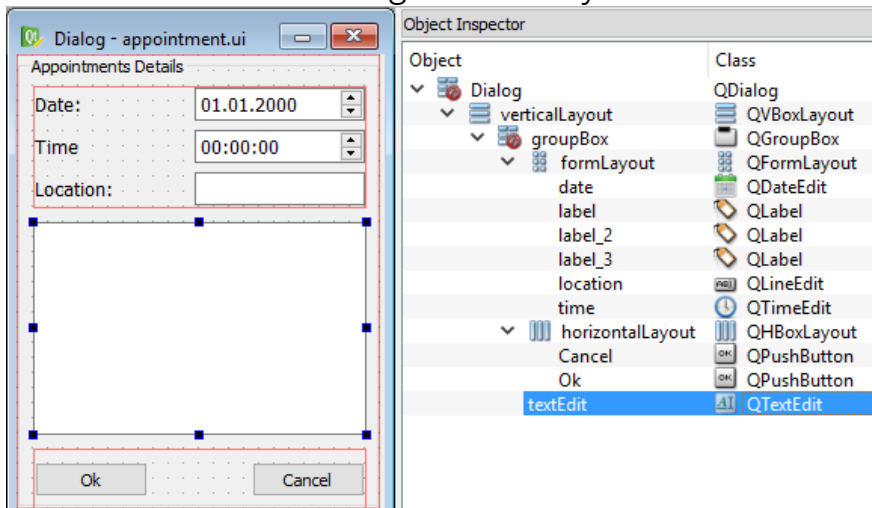 Dialog - appointment.ui
Appointments Details
Date: 01.01.2000
Time 00:00:00
Location:
Ok Cancel
Object Inspector
Object Class
Dialog QDialog
verticalLayout QVBoxLayout
groupBox QGroupBox
formLayout QFormLayout
date QDateEdit
label QLabel
label_2 QLabel
label_3 QLabel
location QLineEdit
time QTimeEdit
horizontalLayout QHBoxLayout
Cancel QPushButton
Ok QPushButton
textEdit QTextEdit